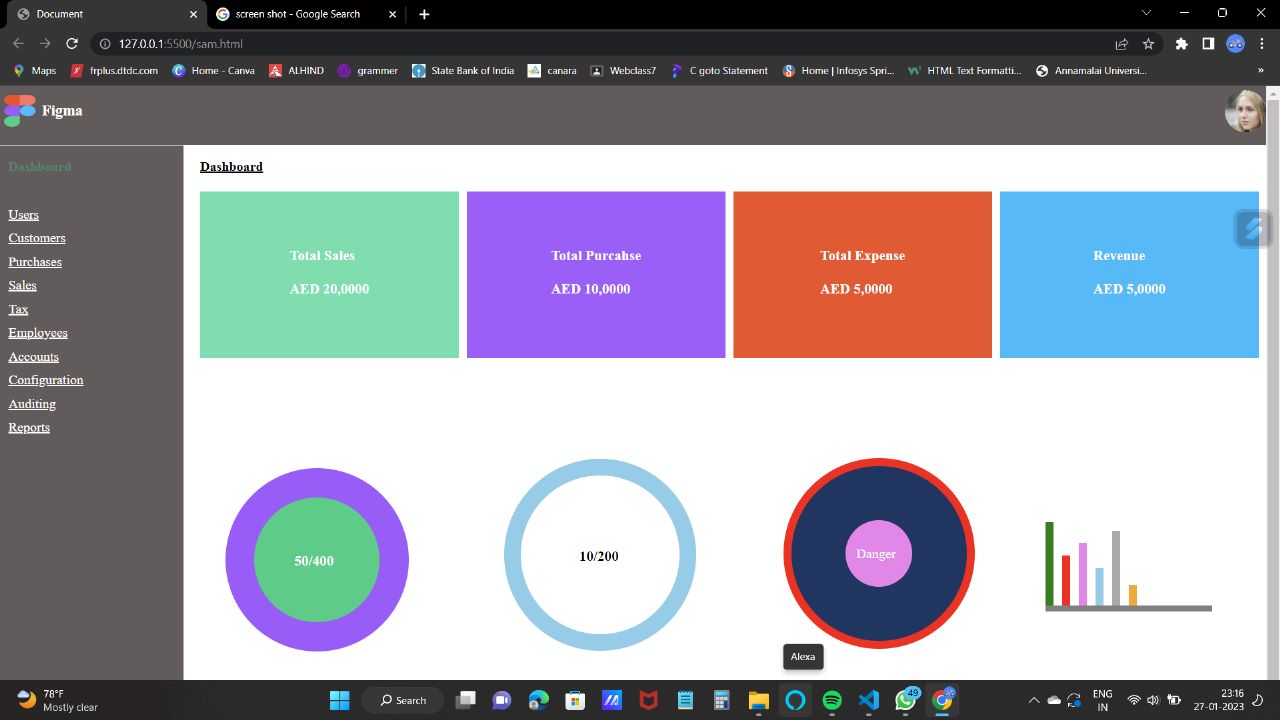 Document
screen shot - Google Search
127.0.0.1:5500/sam.html
Maps
frplus.dtdc.com
Home - Canva
ALHIND
grammer
State Bank of India
canara
Webclass7
C goto Statement
Home | Infosys Spri...
HTML Text Formatti...
Annamalai Universi...
»
Figma
Dashboard
Users
Customers
Purchases
Sales
Tax
Employees
Accounts
Configuration
Auditing
Reports
Dashboard
Total Sales
AED 20,0000
Total Purcahse
AED 10,0000
Total Expense
AED 5,0000
Revenue
AED 5,0000
50/400
10/200
Danger
Alexa
78°F
Mostly clear
Search
49
ENG
IN
23:16
27-01-2023